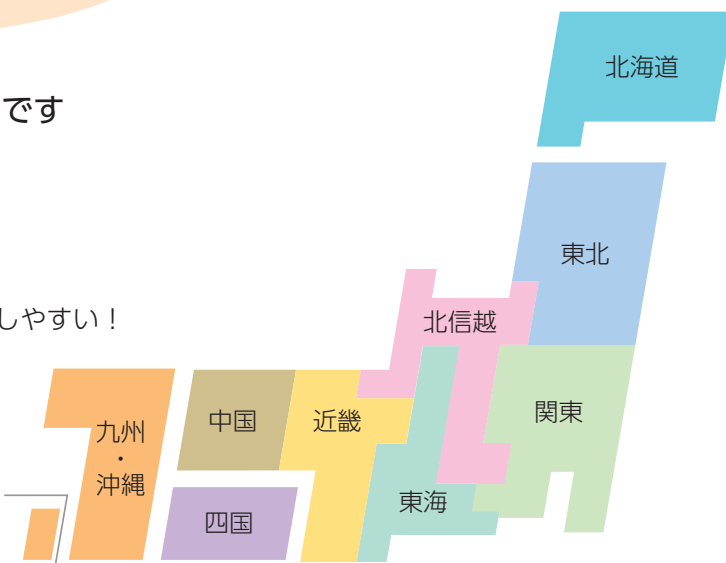 です
しやすい！
北海道
東北
北信越
関東
東海
近畿
中国
四国
九州
・
沖縄